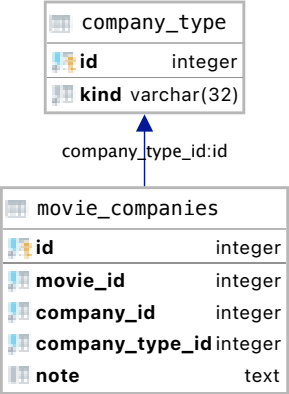 company_type
id integer
kind varchar(32)
company_type_id:id
movie_companies
id integer
movie_id integer
company_id integer
company_type_id integer
note text